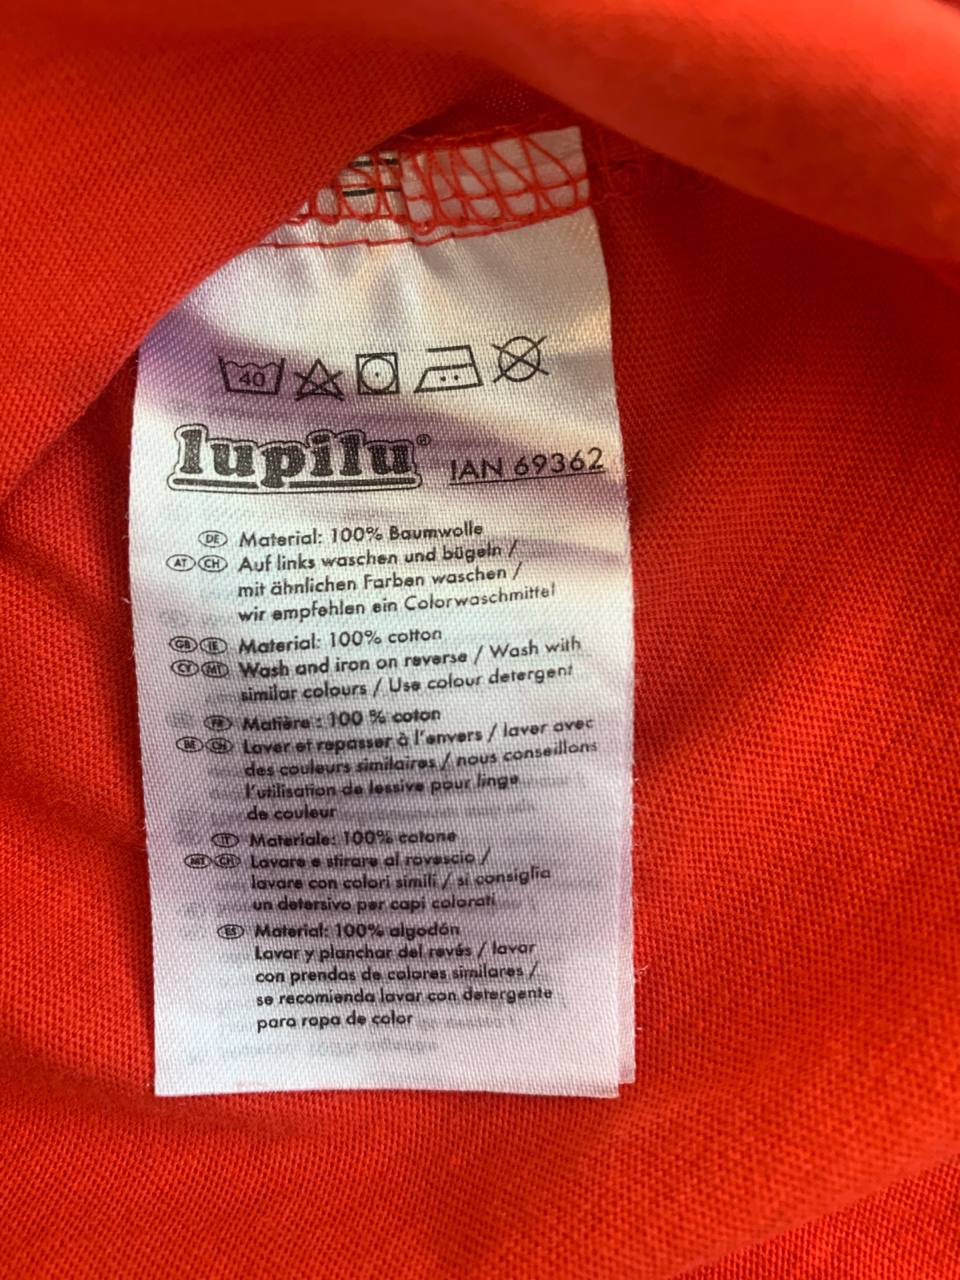 40
lupilu® IAN 69362
DE Material: 100% Baumwolle
AT CH Auf links waschen und bügeln /
mit ähnlichen Farben waschen /
wir empfehlen ein Colorwaschmittel
GB IE Material: 100% cotton
CY MT Wash and iron on reverse / Wash with
similar colours / Use colour detergent
FR Matière : 100 % coton
BE CH Laver et repasser à l'envers / laver avec
des couleurs similaires / nous conseillons
l'utilisation de lessive pour linge
de couleur
IT Materiale: 100% cotone
MT CH Lavare e stirare al rovescio /
lavare con colori simili / si consiglia
un detersivo per capi colorati
ES Material: 100% algodón
Lavar y planchar del revés / lavar
con prendas de colores similares /
se recomienda lavar con detergente
para ropa de color